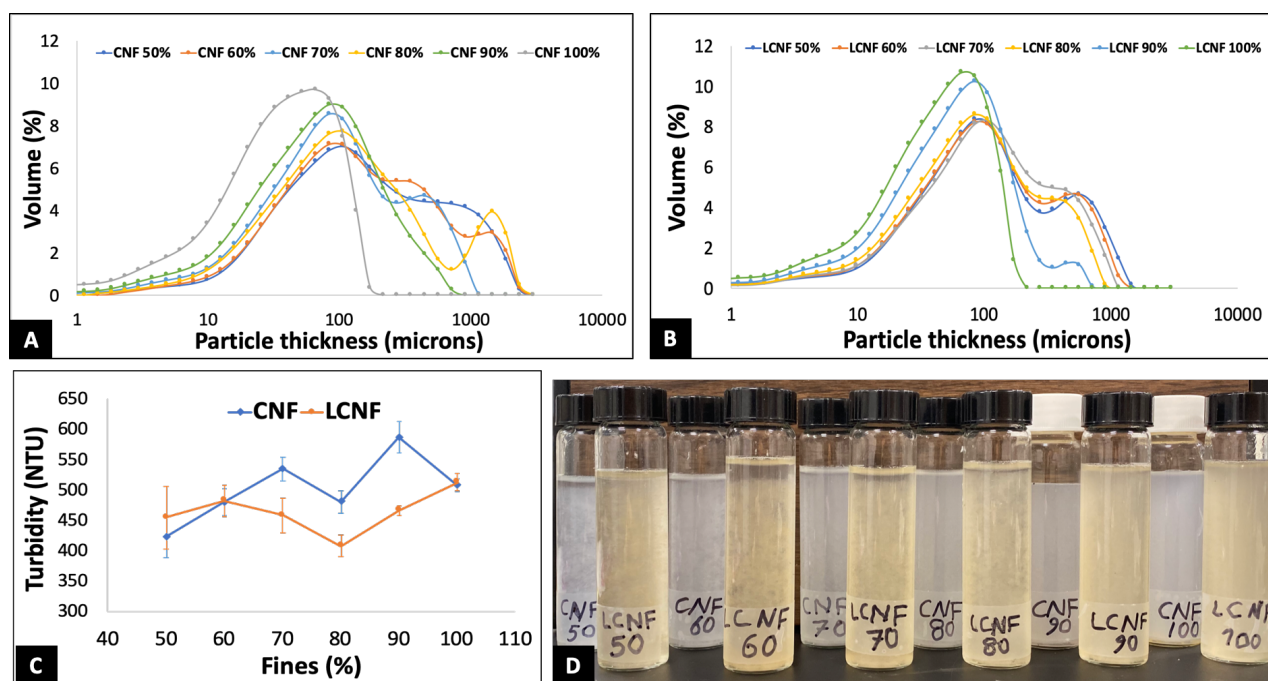 12
10
8
6
4
2
0
CNF 50% CNF 60% CNF 70% CNF 80% CNF 90% CNF 100%
Volume (%)
1 10 100 1000 10000
Particle thickness (microns)
A
12
10
8
6
4
2
0
LCNF 50% LCNF 60% LCNF 70% LCNF 80% LCNF 90% LCNF 100%
Volume (%)
1 10 100 1000 10000
Particle thickness (microns)
B
650
600
550
500
450
400
350
300
CNF LCNF
Turbidity (NTU)
40 50 60 70 80 90 100 110
Fines (%)
C
CNF
50
LCNF
50
CNF
60
LCNF
60
CNF
70
LCNF
70
CNF
80
LCNF
80
CNF
90
LCNF
90
CNF
100
LCNF
100
D